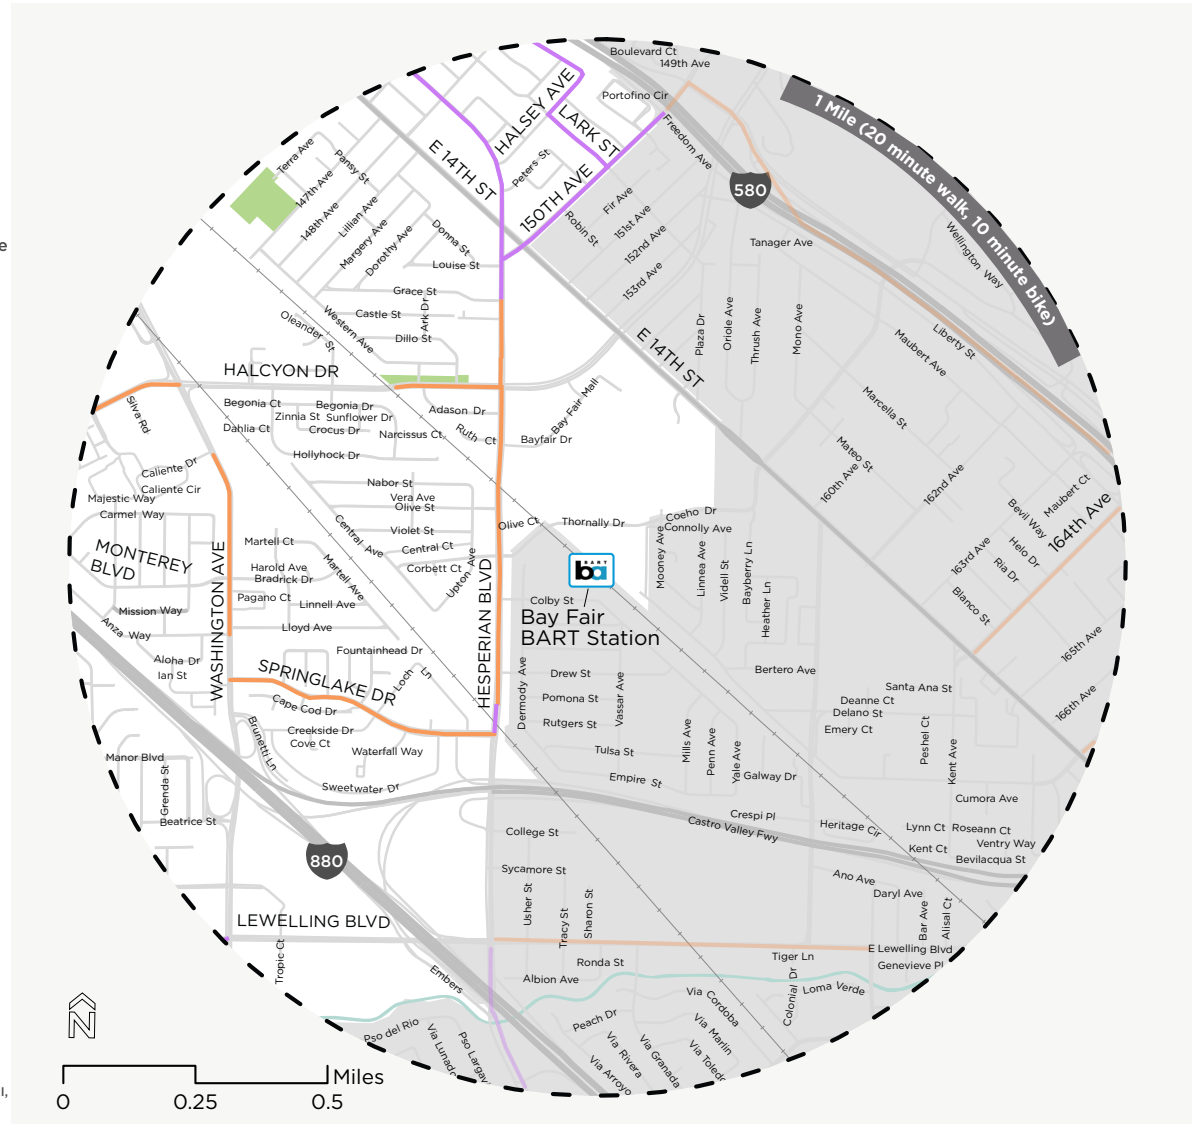 Boulevard Ct
149th Ave
Portofino Cir
1 Mile (20 minute walk, 10 minute bike)
HALSEY AVE
LARK ST
Freedom Ave
E 14TH ST
Peters St
150TH AVE
580
Terra Ave
Pansy St
147th Ave
148th Ave
Lillian Ave
Margery Ave
Dorothy Ave
Donna St
Louise St
Robin St
Fir Ave
151st Ave
152nd Ave
153rd Ave
Tanager Ave
Wellington Way
e
Grace St
Castle St
Ark Dr
Dillo St
Western Ave
Oleander St
E 14TH ST
Plaza Dr
Oriole Ave
Thrush Ave
Mono Ave
Liberty St
Maubert Ave
HALCYON DR
Silva Rd
Begonia Ct
Begonia Dr
Zinnia St
Sunflower Dr
Dahlia Ct
Crocus Dr
Narcissus Ct
Adason Dr
Ruth Ct
Bayfair Dr
Bay Fair Mall
Marcella St
Mateo St
160th Ave
162nd Ave
Hollyhock Dr
Caliente Dr
Caliente Cir
Majestic Way
Carmel Way
Nabor St
Vera Ave
Olive St
Violet St
Central Ave
Central Ct
Corbett Ct
Upton Ave
Olive Ct
Thornally Dr
Coeho Dr
Connolly Ave
Maubert Ct
Bevil Way
164th Ave
163rd Ave
Helo Dr
Ria Dr
Blanco St
MONTEREY
BLVD
WASHINGTON AVE
Martell Ct
Martell Ave
Harold Ave
Bradrick Dr
Pagano Ct
Linnell Ave
Lloyd Ave
HESPERIAN BLVD
BART
ba
Colby St
Bay Fair
BART Station
Mooney Ave
Linnea Ave
Videll St
Bayberry Ln
Heather Ln
Mission Way
Anza Way
Aloha Dr
Ian St
Fountainhead Dr
SPRINGLAKE DR
Loch Ln
Cape Cod Dr
Creekside Dr
Cove Ct
Waterfall Way
Brunetti Ln
Dermody Ave
Drew St
Pomona St
Rutgers St
Vassar Ave
Bertero Ave
165th Ave
166th Ave
Santa Ana St
Deanne Ct
Delano St
Emery Ct
Peshel Ct
Kent Ave
Manor Blvd
Grenda St
Beatrice St
Sweetwater Dr
Tulsa St
Empire St
Mills Ave
Penn Ave
Yale Ave
Galway Dr
Cumora Ave
Crespi Pl
Castro Valley Fwy
Heritage Cir
Lynn Ct
Roseann Ct
Ventry Way
Kent Ct
Bevilacqua St
880
College St
Sycamore St
Usher St
Tracy St
Sharon St
Ano Ave
Daryl Ave
Bar Ave
Alisal Ct
LEWELLING BLVD
Tropic Ct
E Lewelling Blvd
Genevieve Pl
Tiger Ln
Ronda St
Albion Ave
Embers
Colonial Dr
Loma Verde
Via Cordoba
Via Marlin
Via Toledo
Peach Dr
Via Rivera
Via Granada
Via Arroyo
Pso del Rio
Pso Largav
N
Miles
0
0.25
0.5
l,